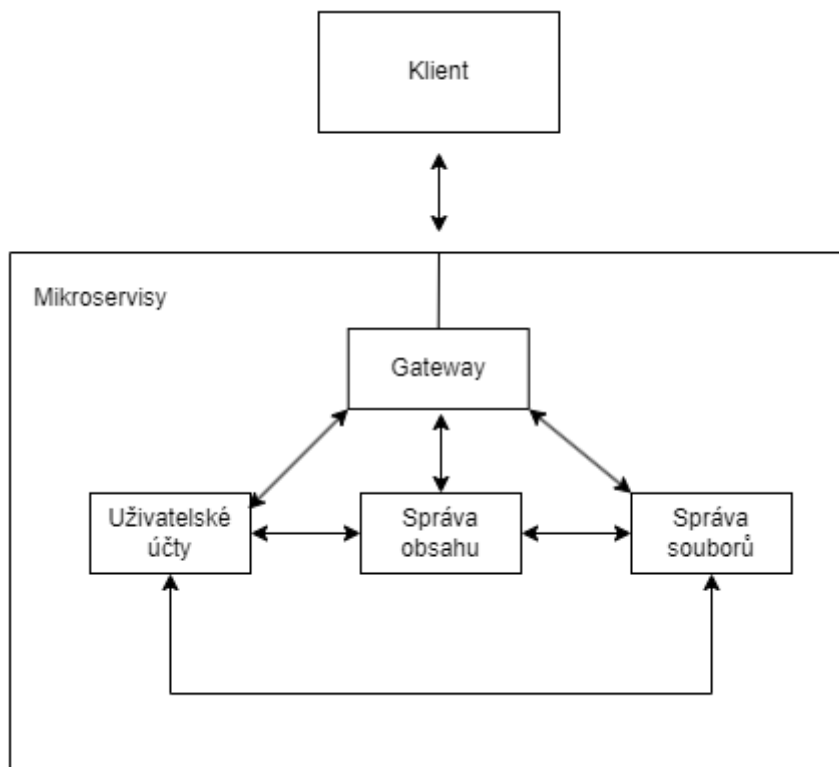 Klient
Mikroservisy
Gateway
Uživatelské
účty
Správa
obsahu
Správa
souborů